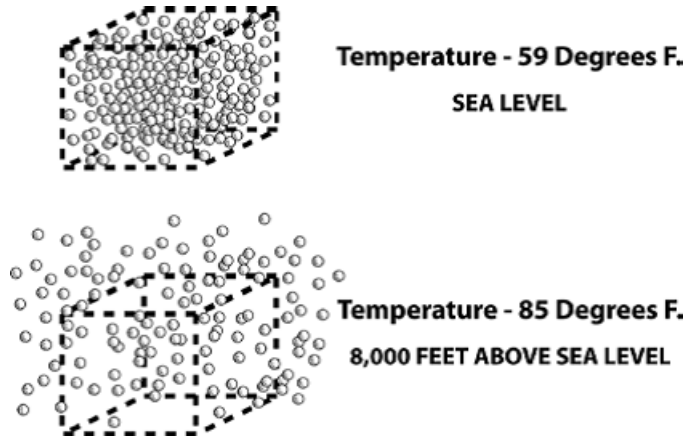 Temperature - 59 Degrees F.
SEA LEVEL
Temperature - 85 Degrees F.
8,000 FEET ABOVE SEA LEVEL